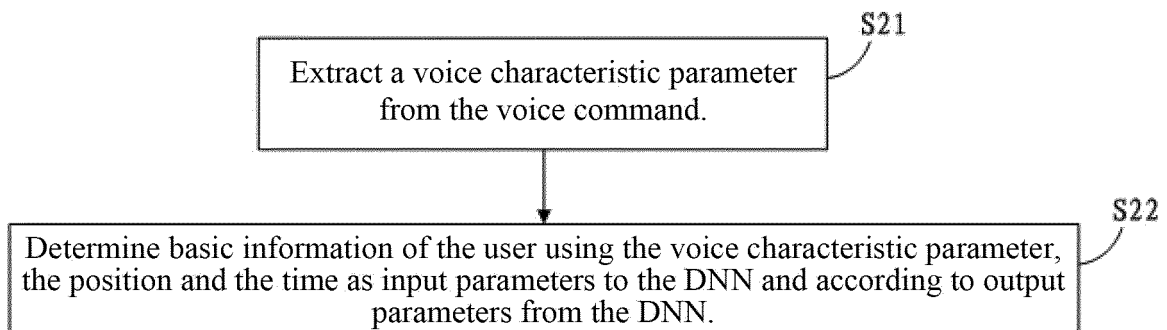 S21
Extract a voice characteristic parameter
from the voice command.
S22
Determine basic information of the user using the voice characteristic parameter,
the position and the time as input parameters to the DNN and according to output
parameters from the DNN.